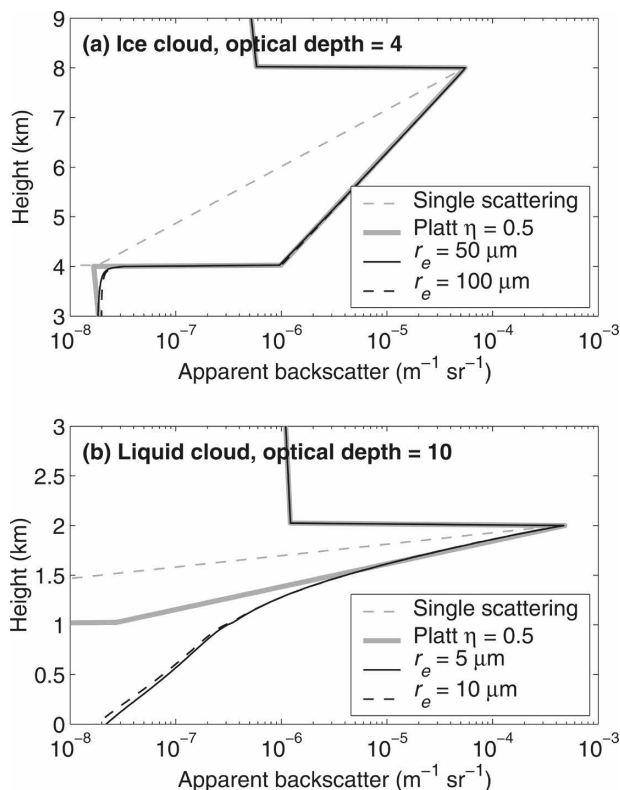 (a) Ice cloud, optical depth = 4
9
8
7
6
5
4
3
Height (km)
Single scattering
Platt η = 0.5
r_e = 50 μm
r_e = 100 μm
10⁻⁸ 10⁻⁷ 10⁻⁶ 10⁻⁵ 10⁻⁴ 10⁻³
Apparent backscatter (m⁻¹ sr⁻¹)
(b) Liquid cloud, optical depth = 10
3
2.5
2
1.5
1
0.5
0
Height (km)
Single scattering
Platt η = 0.5
r_e = 5 μm
r_e = 10 μm
10⁻⁸ 10⁻⁷ 10⁻⁶ 10⁻⁵ 10⁻⁴ 10⁻³
Apparent backscatter (m⁻¹ sr⁻¹)